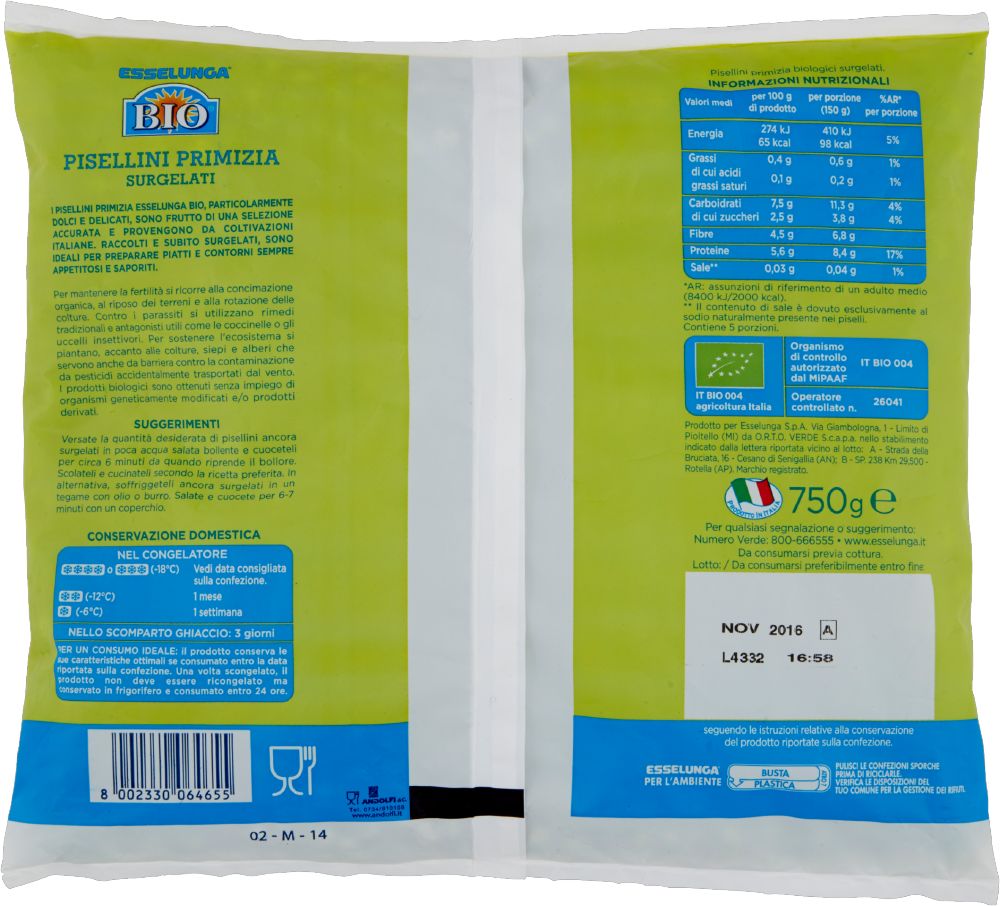 ESSELUNGA
BIO
PISELLINI PRIMIZIA
SURGELATI
I PISELLINI PRIMIZIA ESSELUNGA BIO, PARTICOLARMENTE
DOLCI E DELICATI, SONO FRUTTO DI UNA SELEZIONE
ACCURATA E PROVENGONO DA COLTIVAZIONI
ITALIANE. RACCOLTI E SUBITO SURGELATI, SONO
IDEALI PER PREPARARE PIATTI E CONTORNI SEMPRE
APPETITOSI E SAPORITI.
Per mantenere la fertilità si ricorre alla concimazione
organica, al riposo dei terreni e alla rotazione delle
colture. Contro i parassiti si utilizzano rimedi
tradizionali e antagonisti utili come le coccinelle o gli
uccelli insettivori. Per sostenere l'ecosistema si
piantano, accanto alle colture, siepi e alberi che
servono anche da barriera contro la contaminazione
da pesticidi accidentalmente trasportati dal vento.
I prodotti biologici sono ottenuti senza impiego di
organismi geneticamente modificati e/o prodotti
derivati.
SUGGERIMENTI
Versate la quantità desiderata di pisellini ancora
surgelati in poca acqua salata bollente e cuoceteli
per circa 6 minuti da quando riprende il bollore.
Scolateli e cucinateli secondo la ricetta preferita. In
alternativa, soffriggeteli ancora surgelati in un
tegame con olio o burro. Salate e cuocete per 6-7
minuti con un coperchio.
CONSERVAZIONE DOMESTICA
NEL CONGELATORE
o (-18°C) Vedi data consigliata
sulla confezione.
(-12°C) 1 mese
(-6°C) 1 settimana
NELLO SCOMPARTO GHIACCIO: 3 giorni
PER UN CONSUMO IDEALE: il prodotto conserva le
sue caratteristiche ottimali se consumato entro la data
riportata sulla confezione. Una volta scongelato, il
prodotto non deve essere ricongelato ma
conservato in frigorifero e consumato entro 24 ore.
8 002330 064655
ANDOLFI &C.
Tel. 0734/810188
www.andolfi.it
02 - M - 14
Pisellini primizia biologici surgelati.
INFORMAZIONI NUTRIZIONALI
Valori medi per 100 g di prodotto per porzione (150 g) %AR* per porzione
Energia 274 kJ 410 kJ 5%
65 kcal 98 kcal
Grassi 0,4 g 0,6 g 1%
di cui acidi
grassi saturi 0,1 g 0,2 g 1%
Carboidrati 7,5 g 11,3 g 4%
di cui zuccheri 2,5 g 3,8 g 4%
Fibre 4,5 g 6,8 g
Proteine 5,6 g 8,4 g 17%
Sale** 0,03 g 0,04 g 1%
*AR: assunzioni di riferimento di un adulto medio
(8400 kJ/2000 kcal).
** Il contenuto di sale è dovuto esclusivamente al
sodio naturalmente presente nei piselli.
Contiene 5 porzioni.
IT BIO 004
agricoltura Italia
Organismo
di controllo
autorizzato
dal MiPAAF
IT BIO 004
Operatore
controllato n.
26041
Prodotto per Esselunga S.p.A. Via Giambologna, 1 - Limito di
Pioltello (MI) da O.R.T.O. VERDE S.c.a.p.a. nello stabilimento
indicato dalla lettera riportata vicino al lotto: A - Strada della
Bruciata, 16 - Cesano di Senigallia (AN); B - SP. 238 Km 29,500 -
Rotella (AP). Marchio registrato.
PRODOTTO IN ITALIA
750g e
Per qualsiasi segnalazione o suggerimento:
Numero Verde: 800-666555 • www.esselunga.it
Da consumarsi previa cottura.
Lotto: / Da consumarsi preferibilmente entro fine
NOV 2016 A
L4332 16:58
seguendo le istruzioni relative alla conservazione
del prodotto riportate sulla confezione.
ESSELUNGA
PER L'AMBIENTE
BUSTA
PLASTICA
PULISCI LE CONFEZIONI SPORCHE
PRIMA DI RICICLARLE.
VERIFICA LE DISPOSIZIONI DEL
TUO COMUNE PER LA GESTIONE DEI RIFIUTI.